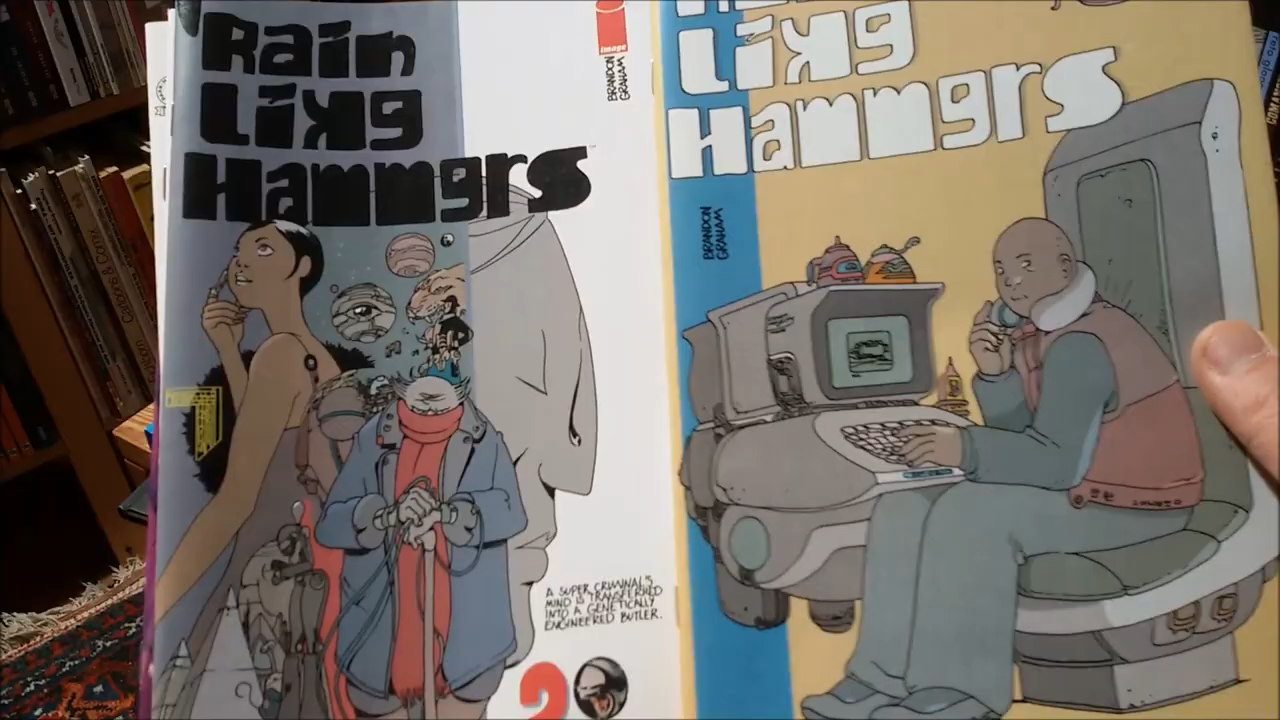 Rain
Like
Hammers™
image
BRANDON
GRAHAM
A SUPER CRIMINAL'S
MIND IS TRANSFERRED
INTO A GENETICALLY
ENGINEERED BUTLER.
2
Like
Hammers
BRANDON
GRAHAM